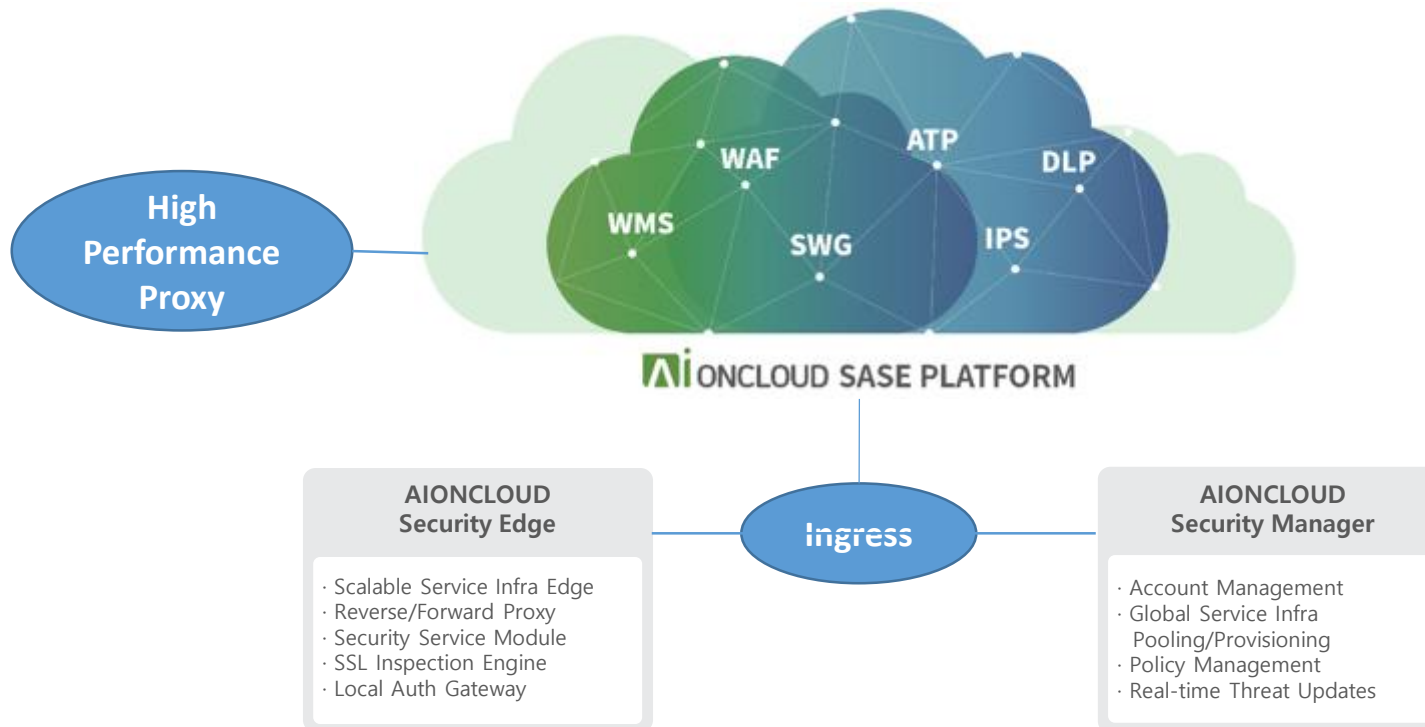 High
Performance
Proxy
WAF
ATP
DLP
WMS
SWG
IPS
Ai ONCLOUD SASE PLATFORM
AIONCLOUD
Security Edge
· Scalable Service Infra Edge
· Reverse/Forward Proxy
· Security Service Module
· SSL Inspection Engine
· Local Auth Gateway
Ingress
AIONCLOUD
Security Manager
· Account Management
· Global Service Infra
Pooling/Provisioning
· Policy Management
· Real-time Threat Updates